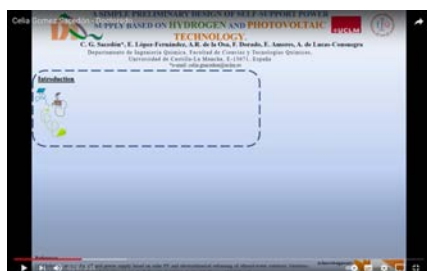 Celia Gomez Sacedón -
A SIMPLE PRELIMINARY DESIGN OF SELF-SUPPORT POWER
SUPPLY BASED ON HYDROGEN AND PHOTOVOLTAIC
TECHNOLOGY.
UCLM
C. G. Sacedón*, E. López-Fernández, A.R. de la Osa, F. Dorado, E. Amores, A. de Lucas-Consuegra
Departamento de Ingeniería Química, Facultad de Ciencias y Tecnologías Químicas,
Universidad de Castilla-La Mancha, E-13071, España
Introduction